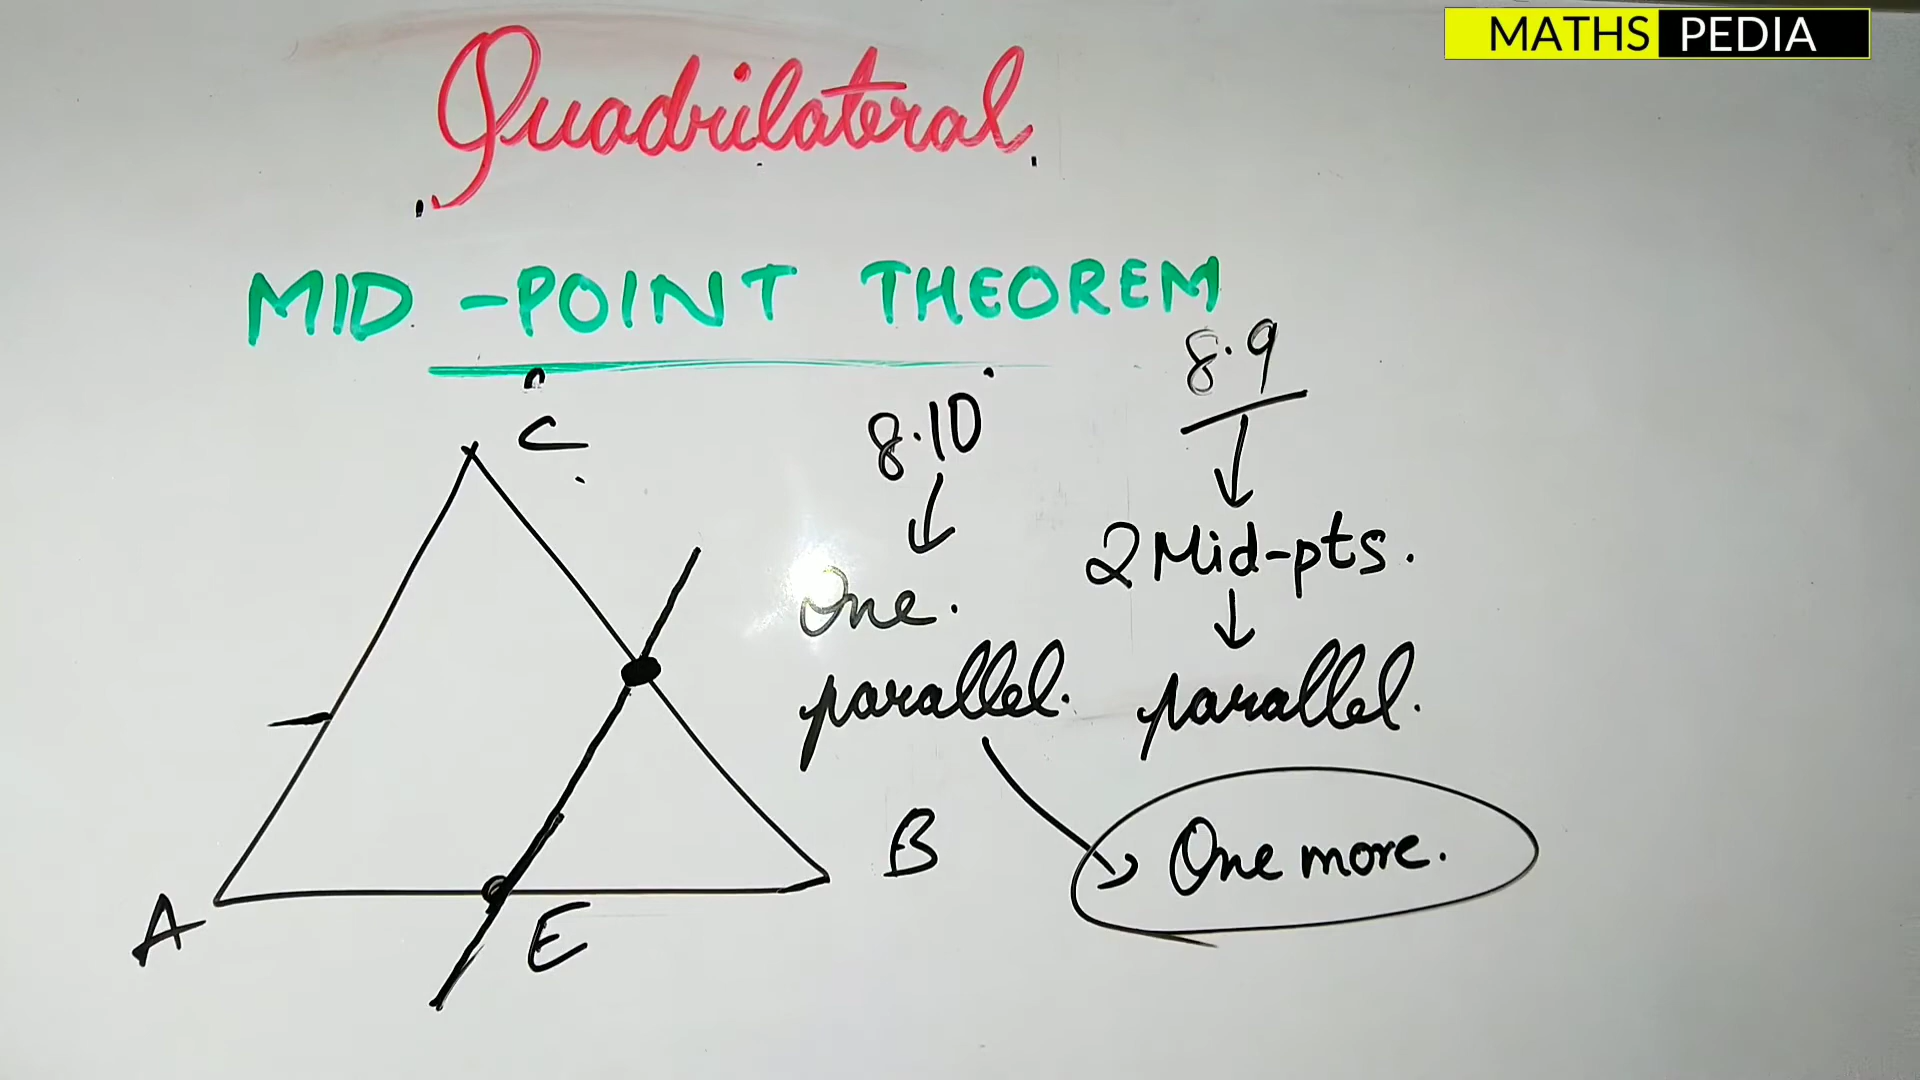 MATHS PEDIA
Quadrilateral
MID-POINT THEOREM
8.9
8.10
C
2 Mid-pts.
One.
parallel. parallel.
B
One more.
A
E